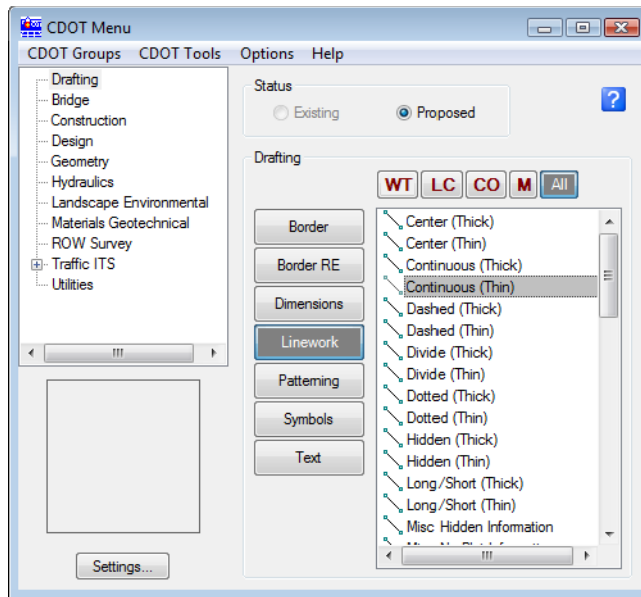 CDOT Menu
CDOT Groups CDOT Tools Options Help
Drafting
Bridge
Construction
Design
Geometry
Hydraulics
Landscape Environmental
Materials Geotechnical
ROW Survey
Traffic ITS
Utilities
Settings...
Status
Existing Proposed
?
Drafting
WT LC CO M All
Border
Border RE
Dimensions
Linework
Patterning
Symbols
Text
Center (Thick)
Center (Thin)
Continuous (Thick)
Continuous (Thin)
Dashed (Thick)
Dashed (Thin)
Divide (Thick)
Divide (Thin)
Dotted (Thick)
Dotted (Thin)
Hidden (Thick)
Hidden (Thin)
Long/Short (Thick)
Long/Short (Thin)
Misc Hidden Information